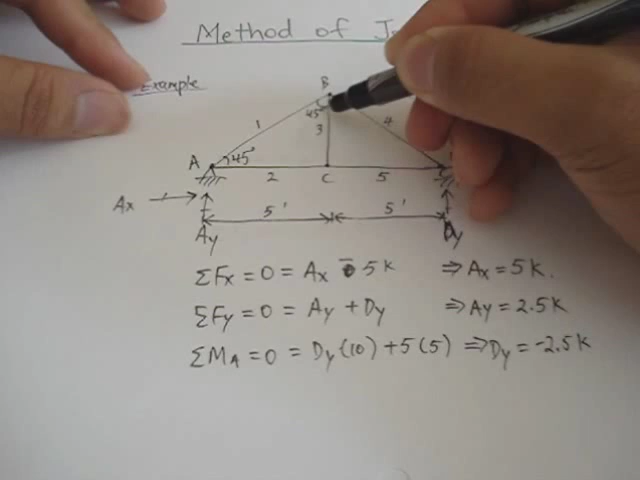 Method of J
Example
B
45°
1
3
4
A
45°
2
C
5
Ax
5'
5'
Ay
Dy
ΣFx = 0 = Ax - 5k ⇒ Ax = 5k.
ΣFy = 0 = Ay + Dy ⇒ Ay = 2.5k
ΣMA = 0 = Dy(10) + 5(5) ⇒ Dy = -2.5k